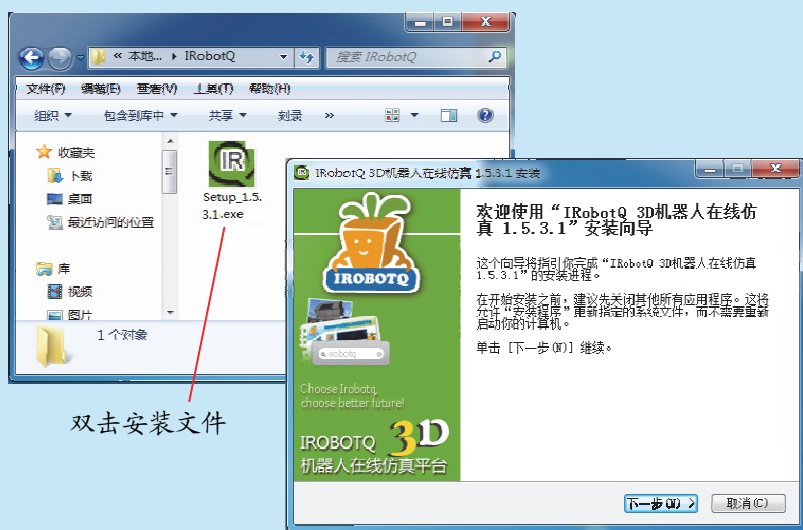 « 本地... ▸ IRobotQ
搜索 IRobotQ
文件(F) 编辑(E) 查看(V) 工具(T) 帮助(H)
组织 包含到库中 共享 刻录 »
收藏夹
下载
桌面
最近访问的位置
库
视频
图片
Setup_1.5.
3.1.exe
1 个对象
双击安装文件
IRobotQ 3D机器人在线仿真 1.5.3.1 安装
IROBOTQ
irobotq
Choose Irobotq,
choose better future!
IROBOTQ 3D
机器人在线仿真平台
欢迎使用“IRobotQ 3D机器人在线仿
真 1.5.3.1”安装向导
这个向导将指引你完成“IRobotQ 3D机器人在线仿真
1.5.3.1”的安装进程。
在开始安装之前，建议先关闭其他所有应用程序。这将
允许“安装程序”更新指定的系统文件，而不需要重新
启动你的计算机。
单击 [下一步(N)] 继续。
下一步(N) >
取消(C)